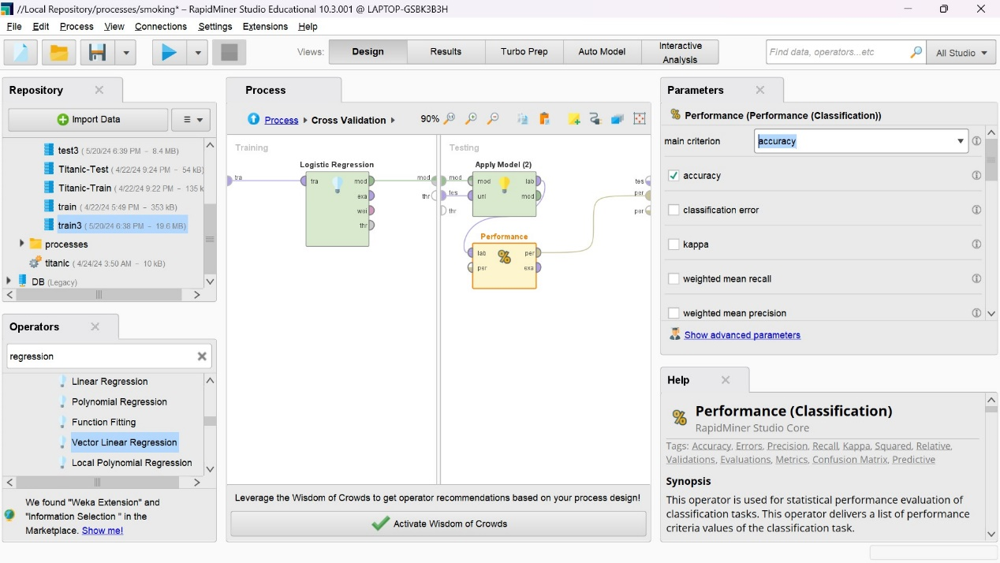 //Local Repository/processes/smoking* – RapidMiner Studio Educational 10.3.001 @ LAPTOP-GSBK3B3H
File Edit Process View Connections Settings Extensions Help
Views: Design Results Turbo Prep Auto Model Interactive Analysis
Find data, operators...etc
All Studio
Repository
Import Data
test3 ( 5/20/24 6:39 PM – 8.4 MB)
Titanic-Test ( 4/22/24 9:24 PM – 54 kB)
Titanic-Train ( 4/22/24 9:22 PM – 135 k
train ( 4/22/24 5:49 PM – 353 kB)
train3 ( 5/20/24 6:38 PM – 19.6 MB)
processes
titanic ( 4/24/24 3:50 AM – 10 kB)
DB (Legacy)
Operators
regression
Linear Regression
Polynomial Regression
Function Fitting
Vector Linear Regression
Local Polynomial Regression
We found "Weka Extension" and
"Information Selection " in the
Marketplace. Show me!
Process
Process Cross Validation 90%
Training
Logistic Regression
tra
tra mod
exa
wei
thr
mod
thr
Testing
Apply Model (2)
mod
tes
thr
mod lab
unl mod
Performance
lab per
per exa
tes
per
per
Leverage the Wisdom of Crowds to get operator recommendations based on your process design!
Activate Wisdom of Crowds
Parameters
Performance (Performance (Classification))
main criterion accuracy
accuracy
classification error
kappa
weighted mean recall
weighted mean precision
Show advanced parameters
Help
Performance (Classification)
RapidMiner Studio Core
Tags: Accuracy, Errors, Precision, Recall, Kappa, Squared, Relative,
Validations, Evaluations, Metrics, Confusion Matrix, Predictive
Synopsis
This operator is used for statistical performance evaluation of
classification tasks. This operator delivers a list of performance
criteria values of the classification task.